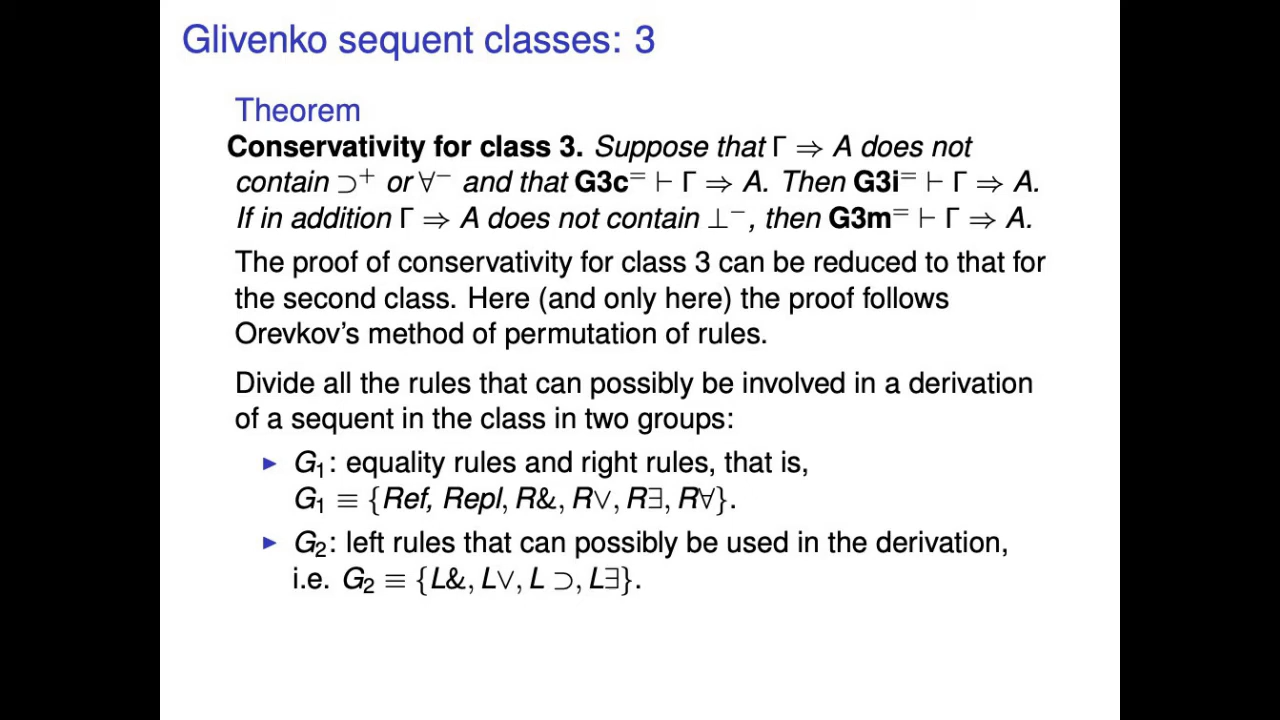 Glivenko sequent classes: 3
Theorem
Conservativity for class 3. Suppose that Γ ⇒ A does not
contain ⊃⁺ or ∀⁻ and that G3c⁼ ⊢ Γ ⇒ A. Then G3i⁼ ⊢ Γ ⇒ A.
If in addition Γ ⇒ A does not contain ⊥⁻, then G3m⁼ ⊢ Γ ⇒ A.
The proof of conservativity for class 3 can be reduced to that for
the second class. Here (and only here) the proof follows
Orevkov's method of permutation of rules.
Divide all the rules that can possibly be involved in a derivation
of a sequent in the class in two groups:
▶ G₁: equality rules and right rules, that is,
G₁ ≡ {Ref, Repl, R&, R∨, R∃, R∀}.
▶ G₂: left rules that can possibly be used in the derivation,
i.e. G₂ ≡ {L&, L∨, L ⊃, L∃}.